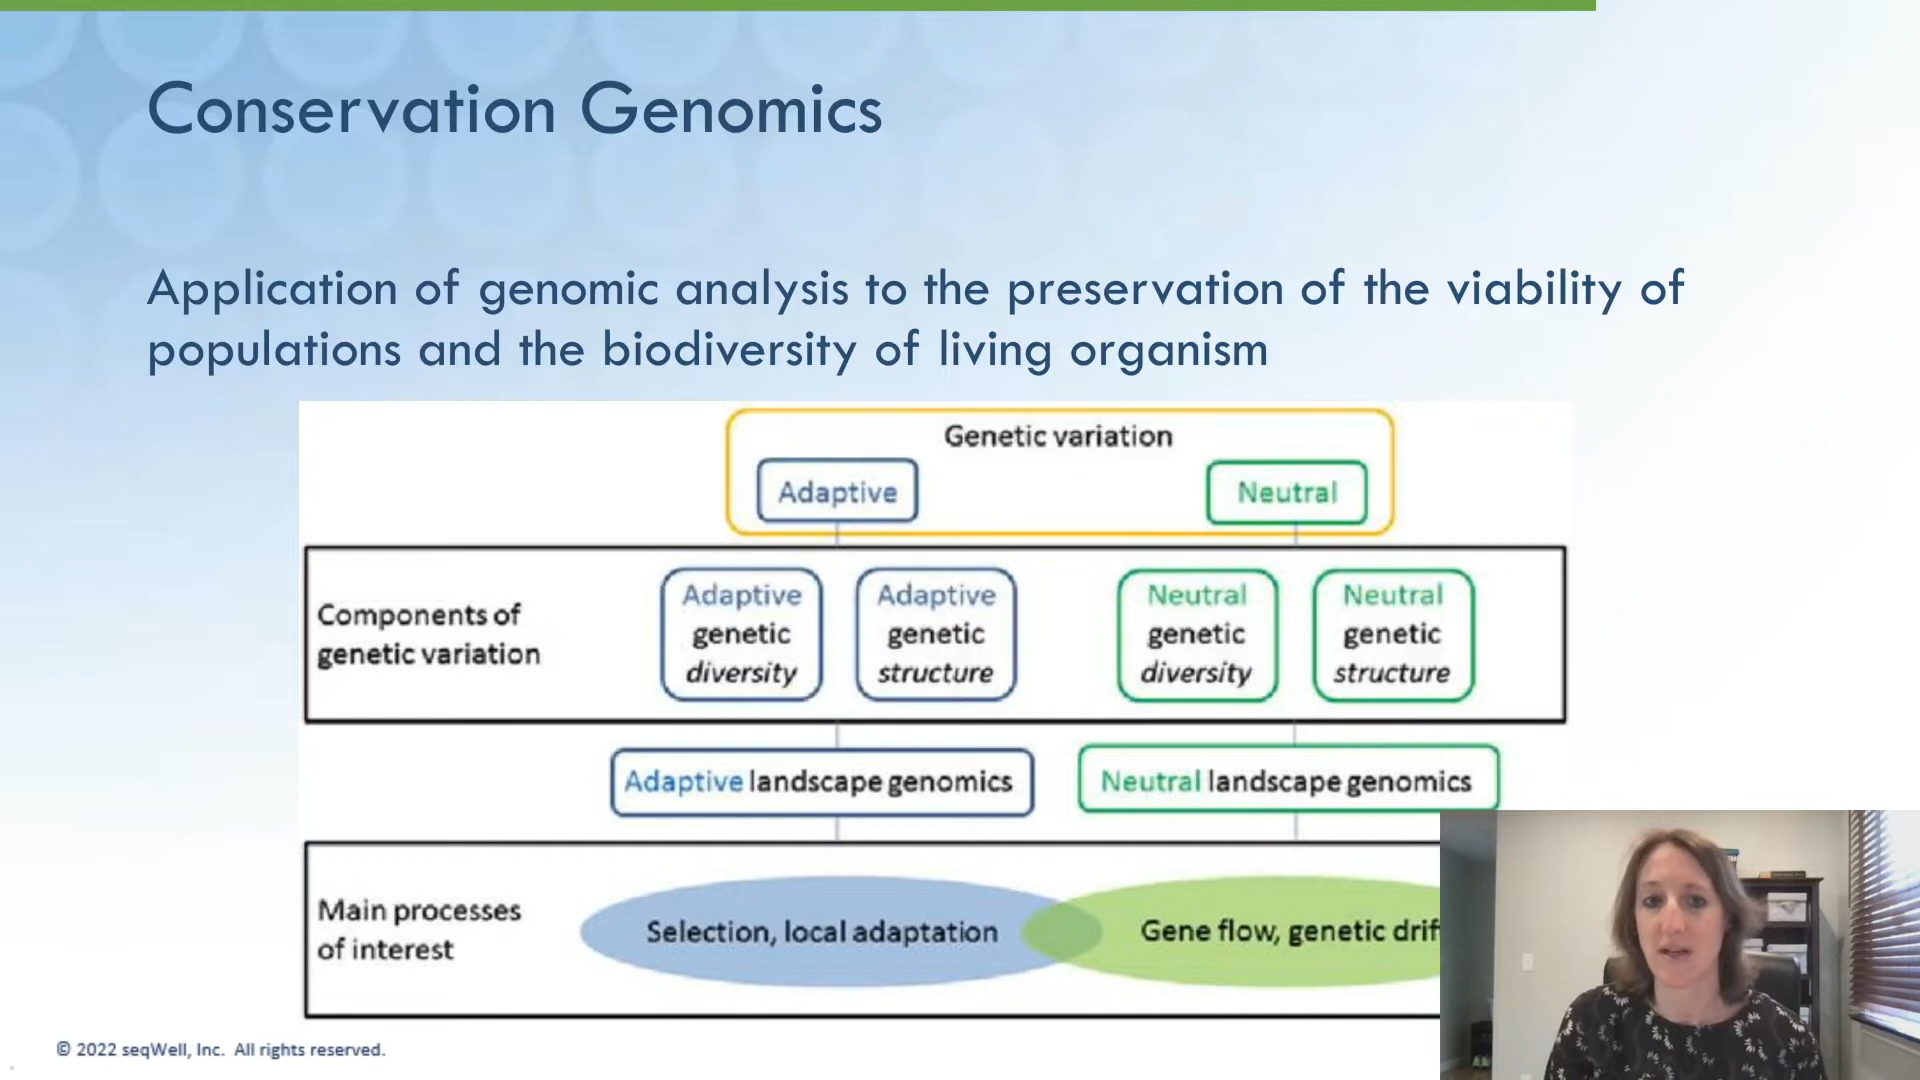 Conservation Genomics
Application of genomic analysis to the preservation of the viability of
populations and the biodiversity of living organism
Genetic variation
Adaptive
Neutral
Components of
genetic variation
Adaptive
genetic
diversity
Adaptive
genetic
structure
Neutral
genetic
diversity
Neutral
genetic
structure
Adaptive landscape genomics
Neutral landscape genomics
Main processes
of interest
Selection, local adaptation
Gene flow, genetic drif
© 2022 seqWell, Inc. All rights reserved.